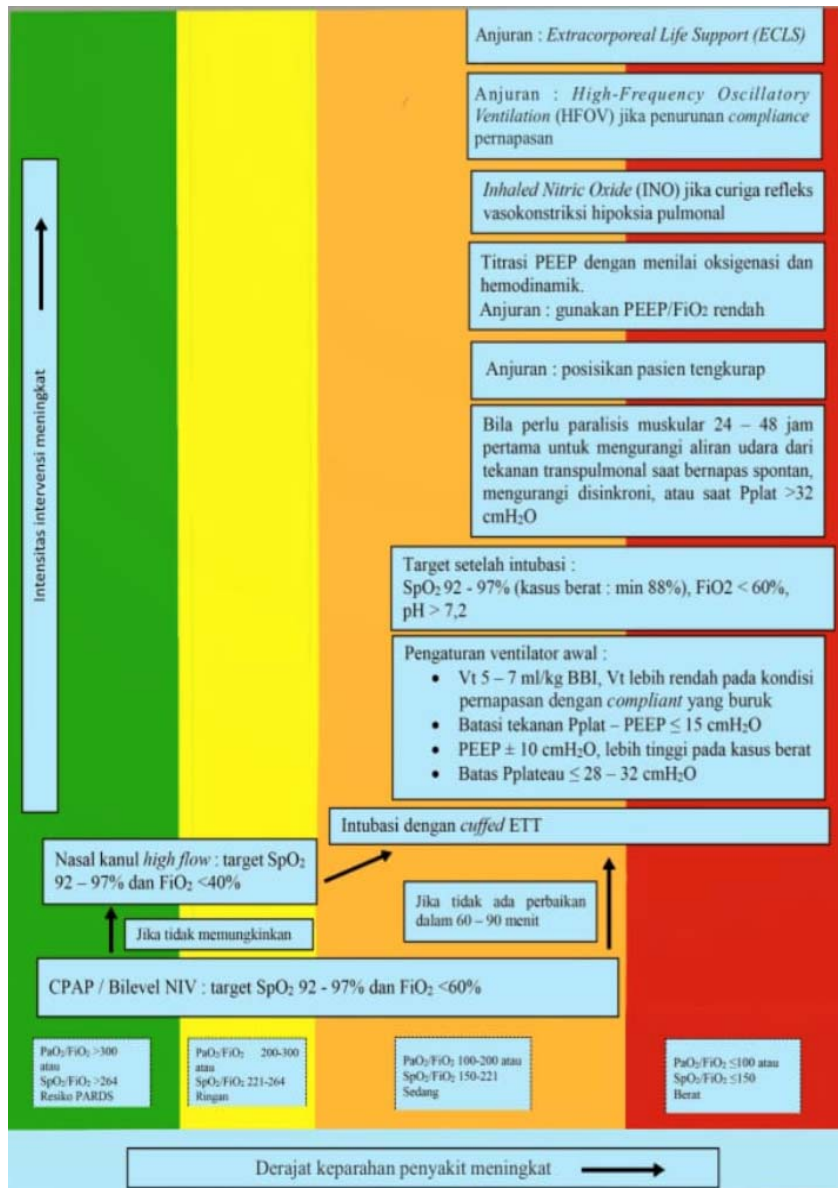 Anjuran : Extracorporeal Life Support (ECLS)
Anjuran : High-Frequency Oscillatory
Ventilation (HFOV) jika penurunan compliance
pernapasan
Inhaled Nitric Oxide (INO) jika curiga refleks
vasokonstriksi hipoksia pulmonal
Titrasi PEEP dengan menilai oksigenasi dan
hemodinamik.
Anjuran : gunakan PEEP/FiO₂ rendah
Anjuran : posisikan pasien tengkurap
Bila perlu paralisis muskular 24 – 48 jam
pertama untuk mengurangi aliran udara dari
tekanan transpulmonal saat bernapas spontan,
mengurangi disinkroni, atau saat Pplat >32
cmH₂O
Intensitas intervensi meningkat
Target setelah intubasi :
SpO₂ 92 - 97% (kasus berat : min 88%), FiO2 < 60%,
pH > 7,2
Pengaturan ventilator awal :
• Vt 5 – 7 ml/kg BBI, Vt lebih rendah pada kondisi
pernapasan dengan compliant yang buruk
• Batasi tekanan Pplat – PEEP ≤ 15 cmH₂O
• PEEP ± 10 cmH₂O, lebih tinggi pada kasus berat
• Batas Pplateau ≤ 28 – 32 cmH₂O
Intubasi dengan cuffed ETT
Nasal kanul high flow : target SpO₂
92 – 97% dan FiO₂ <40%
Jika tidak ada perbaikan
dalam 60 – 90 menit
Jika tidak memungkinkan
CPAP / Bilevel NIV : target SpO₂ 92 - 97% dan FiO₂ <60%
PaO₂/FiO₂ >300
atau
SpO₂/FiO₂ >264
Resiko PARDS
PaO₂/FiO₂ 200-300
atau
SpO₂/FiO₂ 221-264
Ringan
PaO₂/FiO₂ 100-200 atau
SpO₂/FiO₂ 150-221
Sedang
PaO₂/FiO₂ ≤100 atau
SpO₂/FiO₂ ≤150
Berat
Derajat keparahan penyakit meningkat